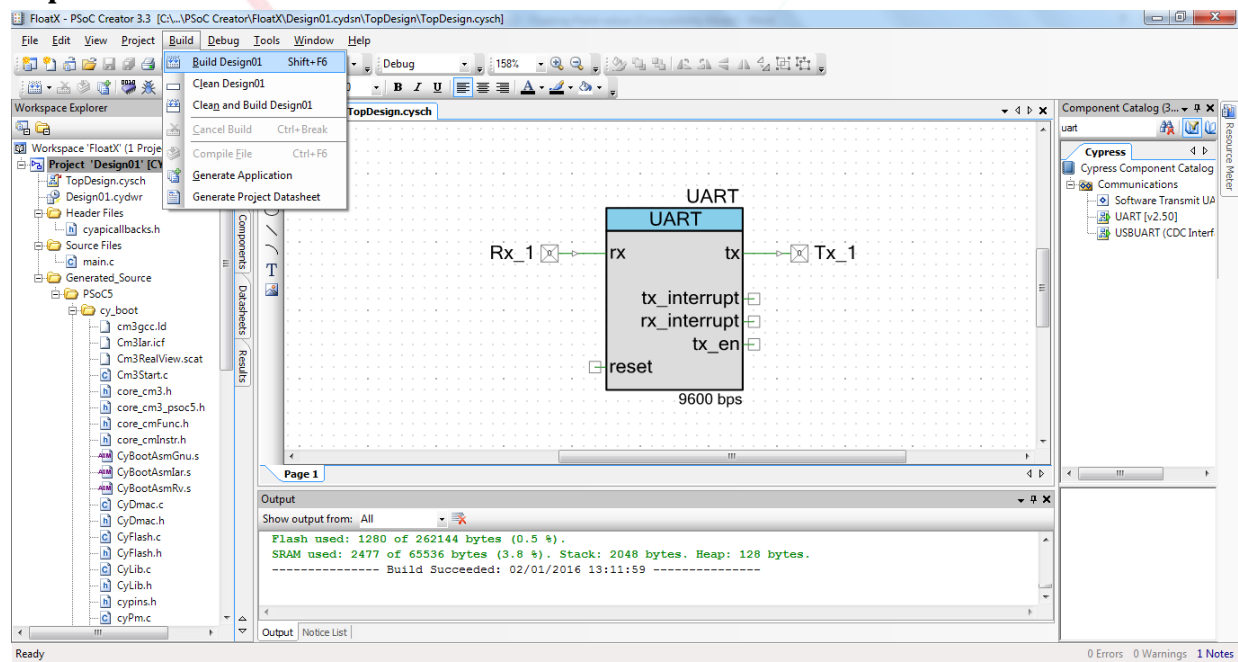 FloatX - PSoC Creator 3.3 [C:\...\PSoC Creator\FloatX\Design01.cydsn\TopDesign\TopDesign.cysch]
File Edit View Project Build Debug Tools Window Help
Debug 158%
B I U A
Build Design01 Shift+F6
Clean Design01
Clean and Build Design01
Cancel Build Ctrl+Break
Compile File Ctrl+F6
Generate Application
Generate Project Datasheet
Workspace Explorer
Workspace 'FloatX' (1 Proje
Project 'Design01' [CY
TopDesign.cysch
Design01.cydwr
Header Files
cyapicallbacks.h
Source Files
main.c
Generated_Source
PSoC5
cy_boot
cm3gcc.ld
Cm3Iar.icf
Cm3RealView.scat
Cm3Start.c
core_cm3.h
core_cm3_psoc5.h
core_cmFunc.h
core_cmInstr.h
CyBootAsmGnu.s
CyBootAsmIar.s
CyBootAsmRv.s
CyDmac.c
CyDmac.h
CyFlash.c
CyFlash.h
CyLib.c
CyLib.h
cypins.h
cyPm.c
Components
Datasheets
Results
TopDesign.cysch
UART
UART
Rx_1 rx tx Tx_1
tx_interrupt
rx_interrupt
tx_en
reset
9600 bps
Page 1
Output
Show output from: All
Flash used: 1280 of 262144 bytes (0.5 %).
SRAM used: 2477 of 65536 bytes (3.8 %). Stack: 2048 bytes. Heap: 128 bytes.
--------------- Build Succeeded: 02/01/2016 13:11:59 ---------------
Output Notice List
Component Catalog (3...
uart
Cypress
Cypress Component Catalog
Communications
Software Transmit UA
UART [v2.50]
USBUART (CDC Interf
Resource Meter
Ready
0 Errors 0 Warnings 1 Notes